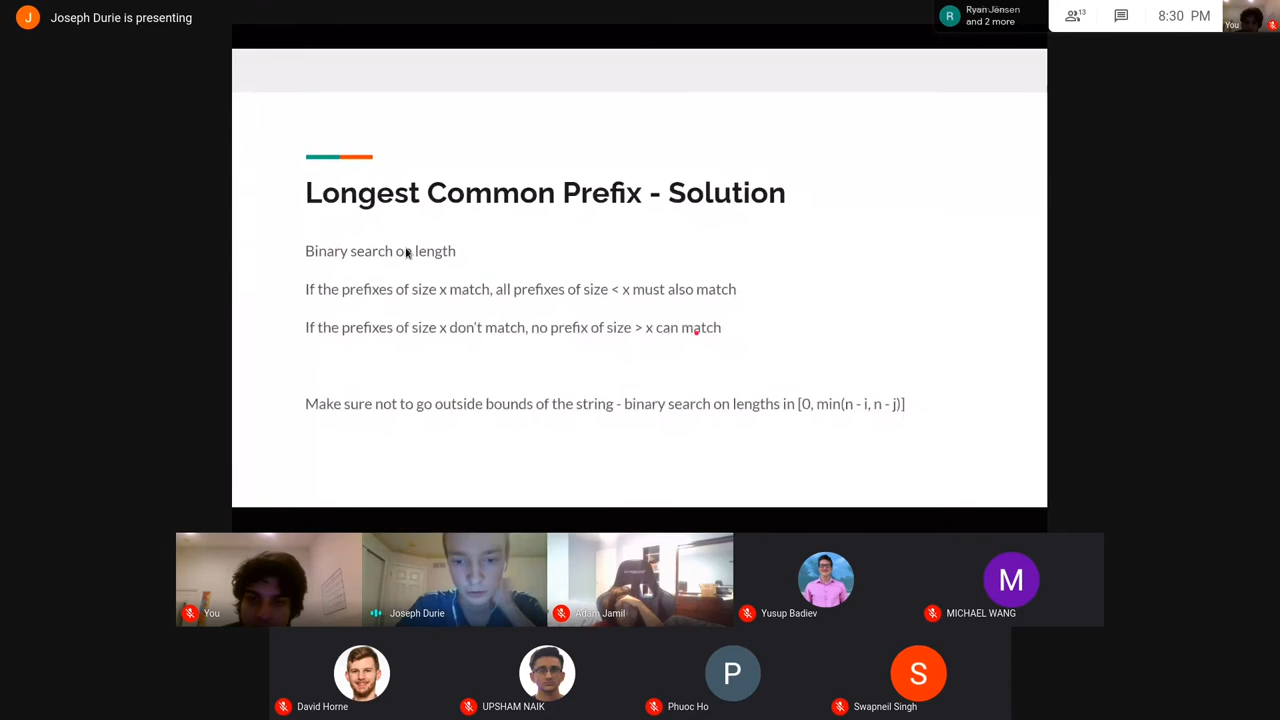 J
Joseph Durie is presenting
R
Ryan Jensen
and 2 more
13
8:30 PM
You
Longest Common Prefix - Solution
Binary search on length
If the prefixes of size x match, all prefixes of size < x must also match
If the prefixes of size x don't match, no prefix of size > x can match
Make sure not to go outside bounds of the string - binary search on lengths in [0, min(n - i, n - j)]
You
Joseph Durie
Adam Jamil
Yusup Badiev
M
MICHAEL WANG
David Horne
UPSHAM NAIK
P
Phuoc Ho
S
Swapneil Singh